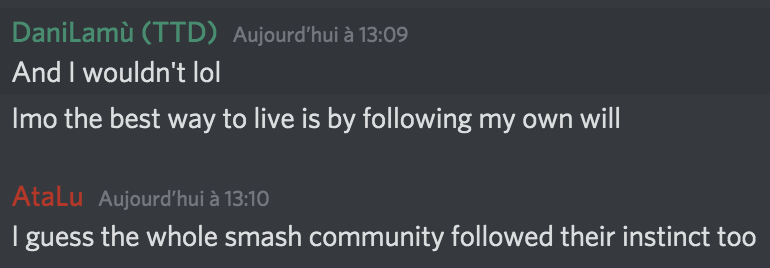 DaniLamù (TTD) Aujourd'hui à 13:09
And I wouldn't lol
Imo the best way to live is by following my own will
AtaLu Aujourd'hui à 13:10
I guess the whole smash community followed their instinct too